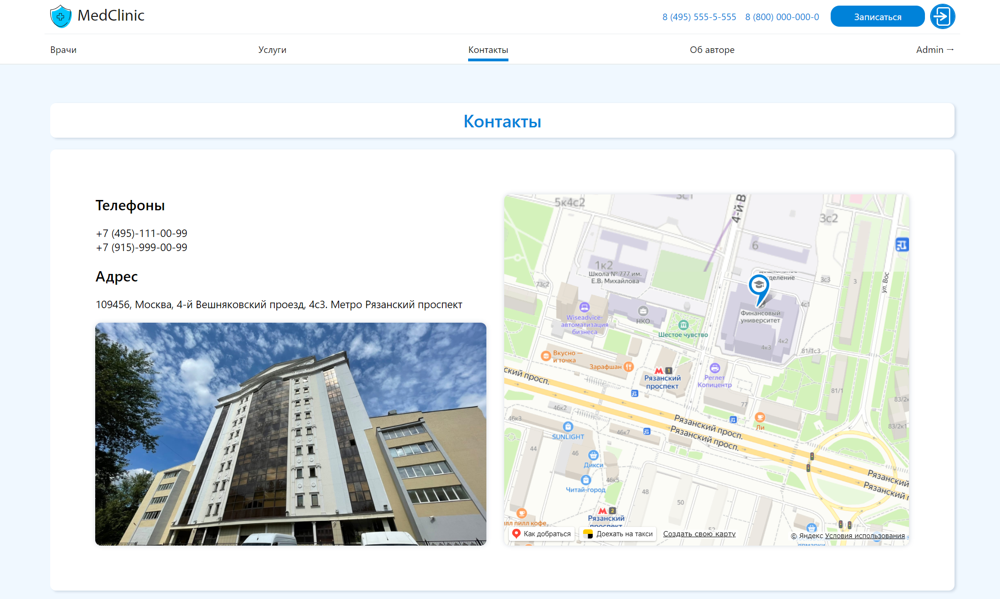 MedClinic
8 (495) 555-5-555 8 (800) 000-000-0
Записаться
Врачи
Услуги
Контакты
Об авторе
Admin →
Контакты
Телефоны
+7 (495)-111-00-99
+7 (915)-999-00-99
Адрес
109456, Москва, 4-й Вешняковский проезд, 4с3. Метро Рязанский проспект
5к4с2
4-й В
3с2
6
1к2
Школа № 777 им.
Е.В. Михайлова
73с2
3с3
3
ул. Вос
4с1
Финансовый
университет
Wiseadvice-
автоматизация
бизнеса
НКО
Шестое чувство
4к2
4к3
81/1с3
Вкусно —
и точка
Зарафшан
1
Рязанский
проспект
Реглет
Копицентр
ский просп.
81/1
77
83/2к
46к2
46к3
Рязанский просп.
Рязанский просп.
Ли
83/2к1
46к7
SUNLIGHT
44
46
Дикси
46к5
Читай-город
48
50
52
Рязанский
Рязанский п
2
Рязанский
проспект
лл пилл кофе
Как добраться
Доехать на такси
Создать свою карту
© Яндекс Условия использования